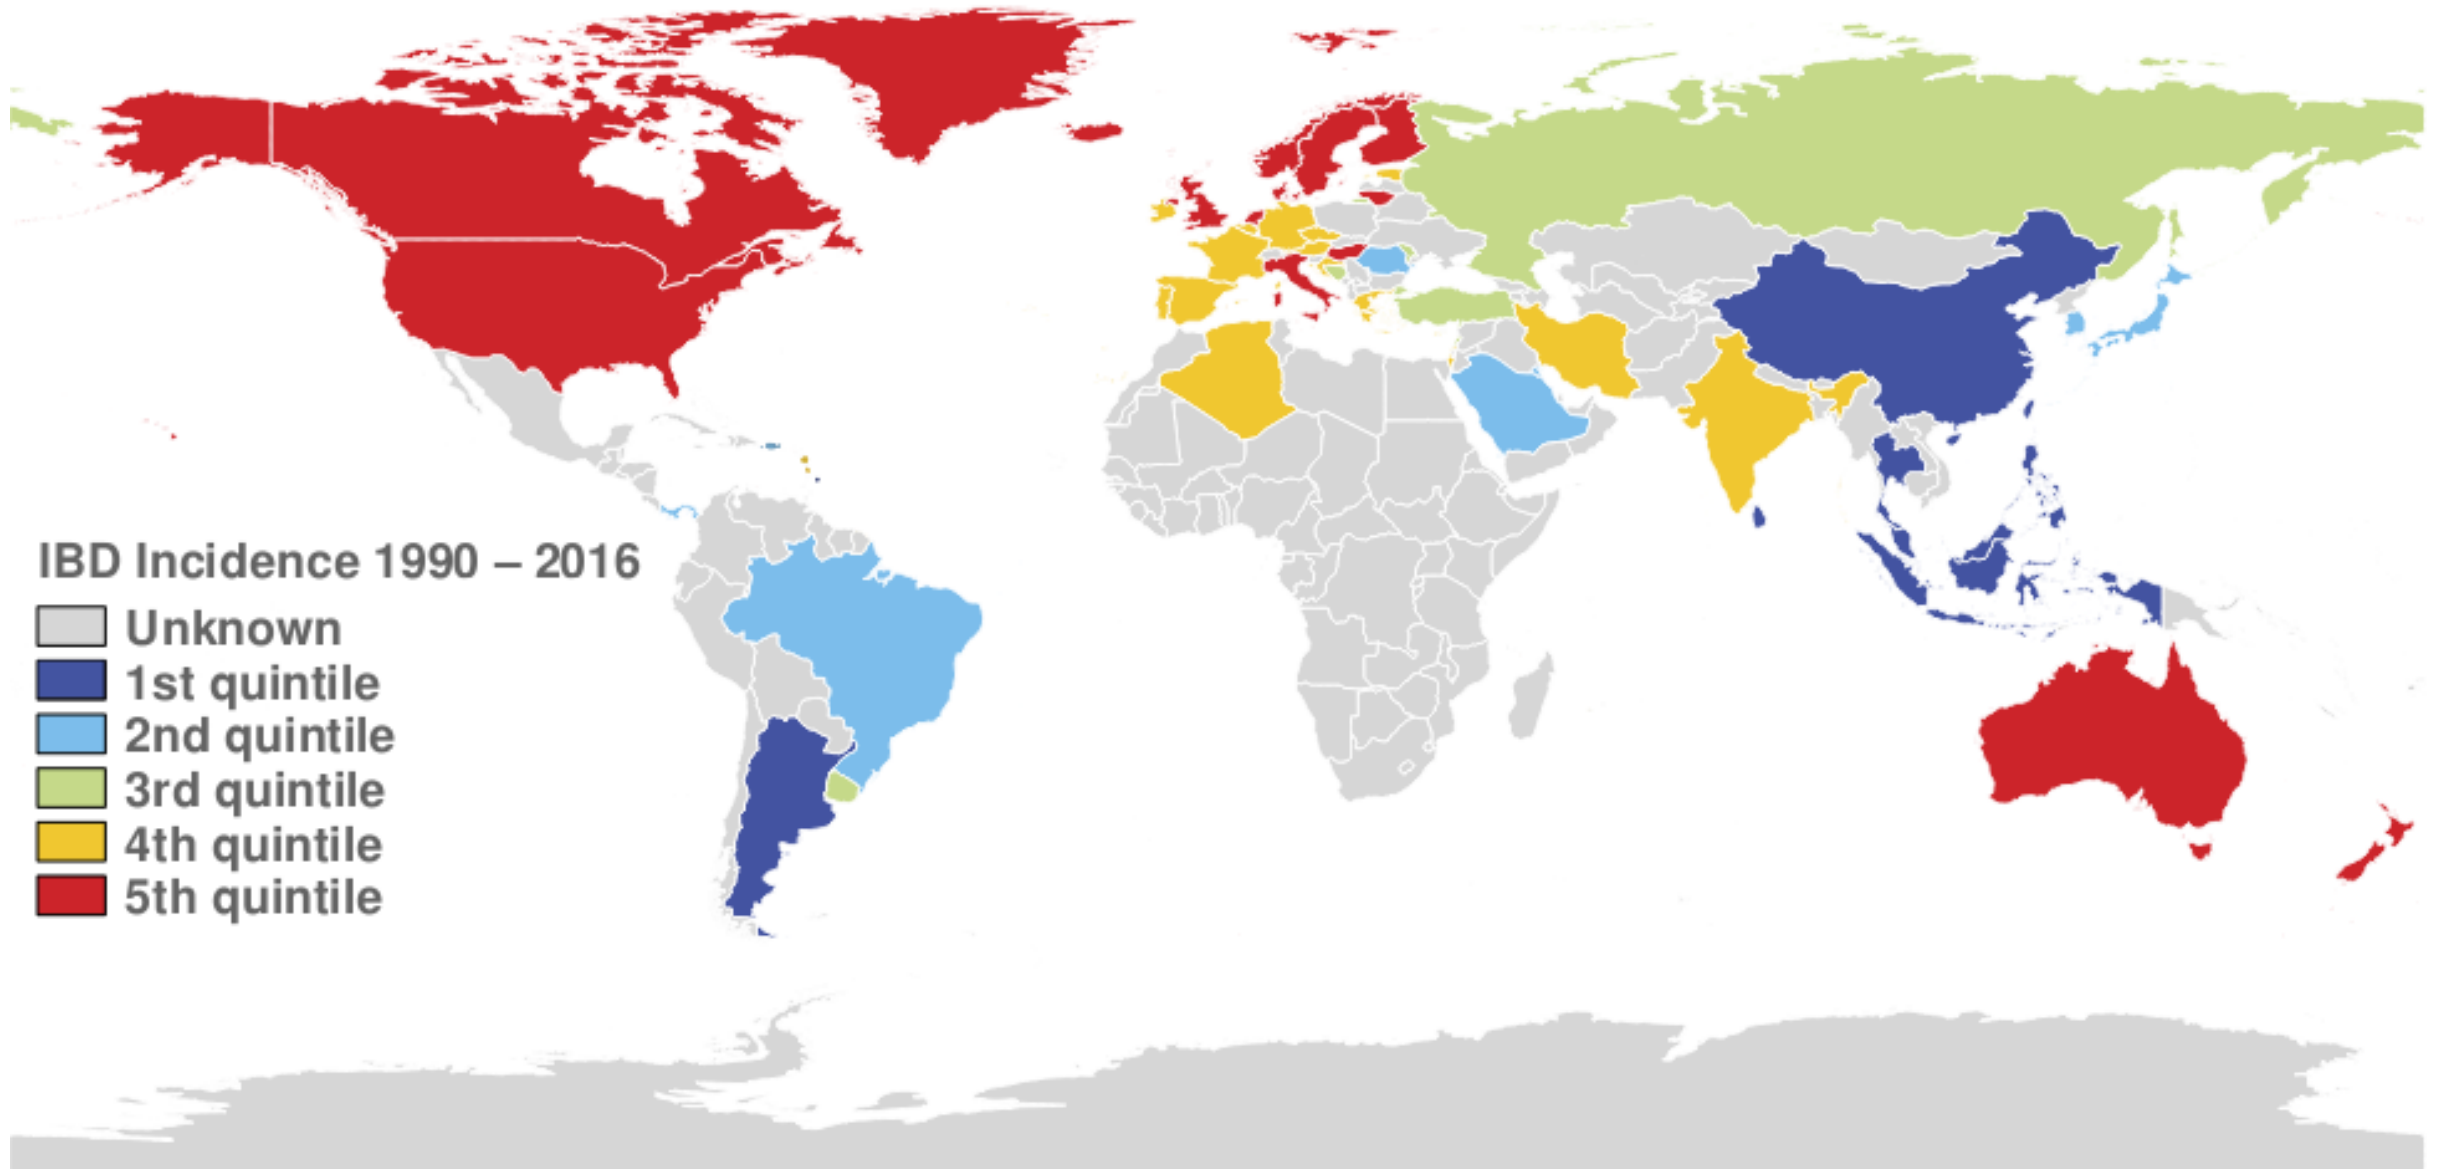 IBD Incidence 1990 – 2016
Unknown
1st quintile
2nd quintile
3rd quintile
4th quintile
5th quintile